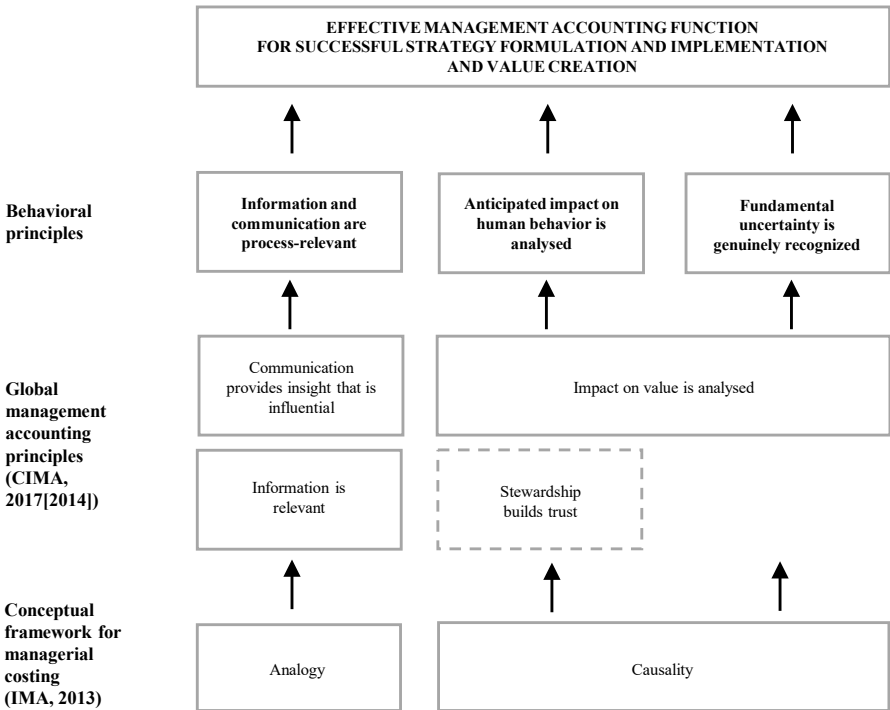 EFFECTIVE MANAGEMENT ACCOUNTING FUNCTION
FOR SUCCESSFUL STRATEGY FORMULATION AND IMPLEMENTATION
AND VALUE CREATION
Behavioral
principles
Information and
communication are
process-relevant
Anticipated impact on
human behavior is
analysed
Fundamental
uncertainty is
genuinely recognized
Global
management
accounting
principles
(CIMA,
2017[2014])
Communication
provides insight that is
influential
Impact on value is analysed
Information is
relevant
Stewardship
builds trust
Conceptual
framework for
managerial
costing
(IMA, 2013)
Analogy
Causality